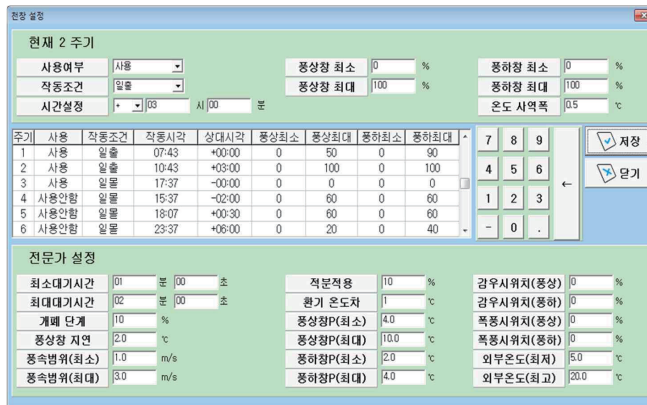 천장 설정
현재 2 주기
사용여부 사용 풍상창 최소 0 % 풍하창 최소 0 %
작동조건 일출 풍상창 최대 100 % 풍하창 최대 100 %
시간설정 + 03 시 00 분 온도 사역폭 0.5 ℃
주기 사용 작동조건 작동시각 상대시각 풍상최소 풍상최대 풍하최소 풍하최대
1 사용 일출 07:43 +00:00 0 50 0 90
2 사용 일출 10:43 +03:00 0 100 0 100
3 사용 일몰 17:37 -00:00 0 0 0 0
4 사용안함 일몰 15:37 -02:00 0 60 0 60
5 사용안함 일몰 18:07 +00:30 0 60 0 60
6 사용안함 일몰 23:37 +06:00 0 20 0 40
7 8 9
4 5 6
1 2 3
- 0 .
←
저장
닫기
전문가 설정
최소대기시간 01 분 00 초 적분적용 10 % 감우시위치(풍상) 0 %
최대대기시간 02 분 00 초 환기 온도차 1 ℃ 감우시위치(풍하) 0 %
개폐 단계 10 % 풍상창P(최소) 4.0 ℃ 폭풍시위치(풍상) 0 %
풍상창 지연 2.0 ℃ 풍상창P(최대) 10.0 ℃ 폭풍시위치(풍하) 0 %
풍속범위(최소) 1.0 m/s 풍하창P(최소) 2.0 ℃ 외부온도(최저) 5.0 ℃
풍속범위(최대) 3.0 m/s 풍하창P(최대) 4.0 ℃ 외부온도(최고) 20.0 ℃